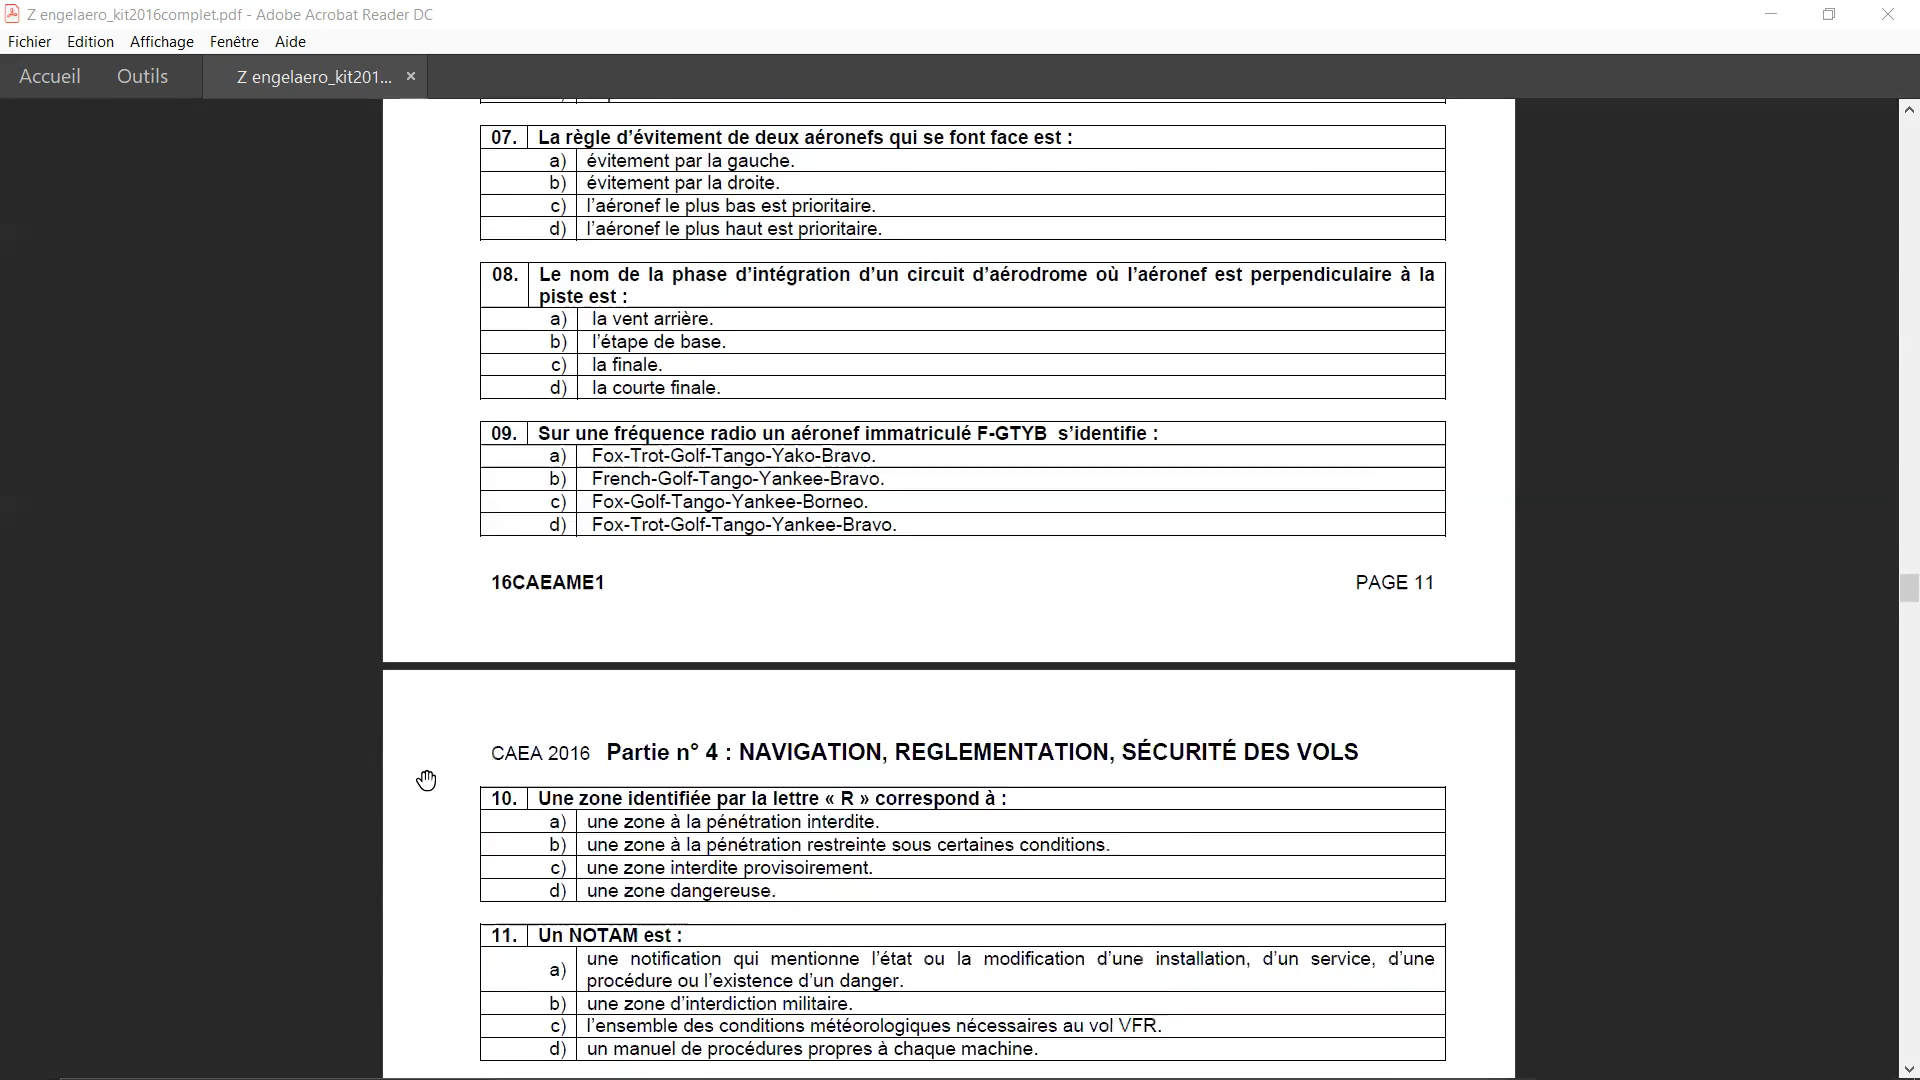 Z engelaero_kit2016complet.pdf - Adobe Acrobat Reader DC
Fichier Edition Affichage Fenêtre Aide
Accueil Outils Z engelaero_kit201... ×
07. La règle d’évitement de deux aéronefs qui se font face est :
a) évitement par la gauche.
b) évitement par la droite.
c) l’aéronef le plus bas est prioritaire.
d) l’aéronef le plus haut est prioritaire.
08. Le nom de la phase d’intégration d’un circuit d’aérodrome où l’aéronef est perpendiculaire à la
piste est :
a) la vent arrière.
b) l’étape de base.
c) la finale.
d) la courte finale.
09. Sur une fréquence radio un aéronef immatriculé F-GTYB s’identifie :
a) Fox-Trot-Golf-Tango-Yako-Bravo.
b) French-Golf-Tango-Yankee-Bravo.
c) Fox-Golf-Tango-Yankee-Borneo.
d) Fox-Trot-Golf-Tango-Yankee-Bravo.
16CAEAME1 PAGE 11
CAEA 2016 Partie n° 4 : NAVIGATION, REGLEMENTATION, SÉCURITÉ DES VOLS
10. Une zone identifiée par la lettre « R » correspond à :
a) une zone à la pénétration interdite.
b) une zone à la pénétration restreinte sous certaines conditions.
c) une zone interdite provisoirement.
d) une zone dangereuse.
11. Un NOTAM est :
a) une notification qui mentionne l’état ou la modification d’une installation, d’un service, d’une
procédure ou l’existence d’un danger.
b) une zone d’interdiction militaire.
c) l’ensemble des conditions météorologiques nécessaires au vol VFR.
d) un manuel de procédures propres à chaque machine.